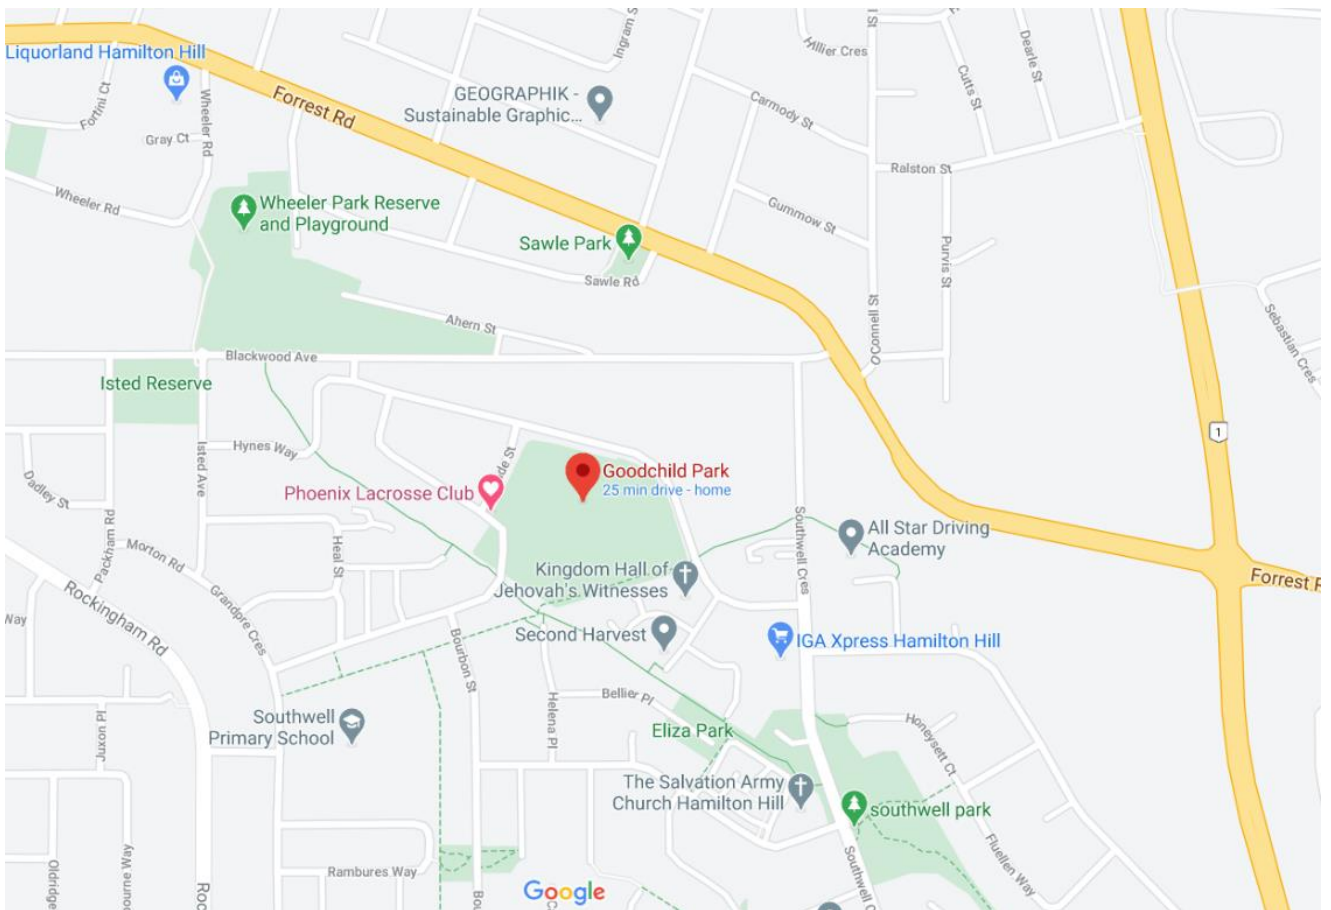 Liquorland Hamilton Hill
Forrest Rd
Fortini Ct
Wheeler Rd
Gray Ct
Wheeler Rd
GEOGRAPHIK -
Sustainable Graphic...
Carmody St
Cutts St
Dearle St
Ralston St
Gummow St
Purvis St
O'Connell St
Sebastian Cres
Wheeler Park Reserve
and Playground
Sawle Park
Sawle Rd
Ahern St
Blackwood Ave
Isted Reserve
1
Hynes Way
Isted Ave
Dadley St
Packham Rd
Morton Rd
Grandpre Cres
Heal St
Rockingham Rd
Phoenix Lacrosse Club
Goodchild Park
25 min drive - home
Southwell Cres
All Star Driving
Academy
Kingdom Hall of
Jehovah's Witnesses
Second Harvest
IGA Xpress Hamilton Hill
Way
Bourbon St
Helena Pl
Bellier Pl
Eliza Park
Juxon Pl
Southwell
Primary School
Honeysett Ct
The Salvation Army
Church Hamilton Hill
southwell park
Fluellen Way
Rambures Way
Google